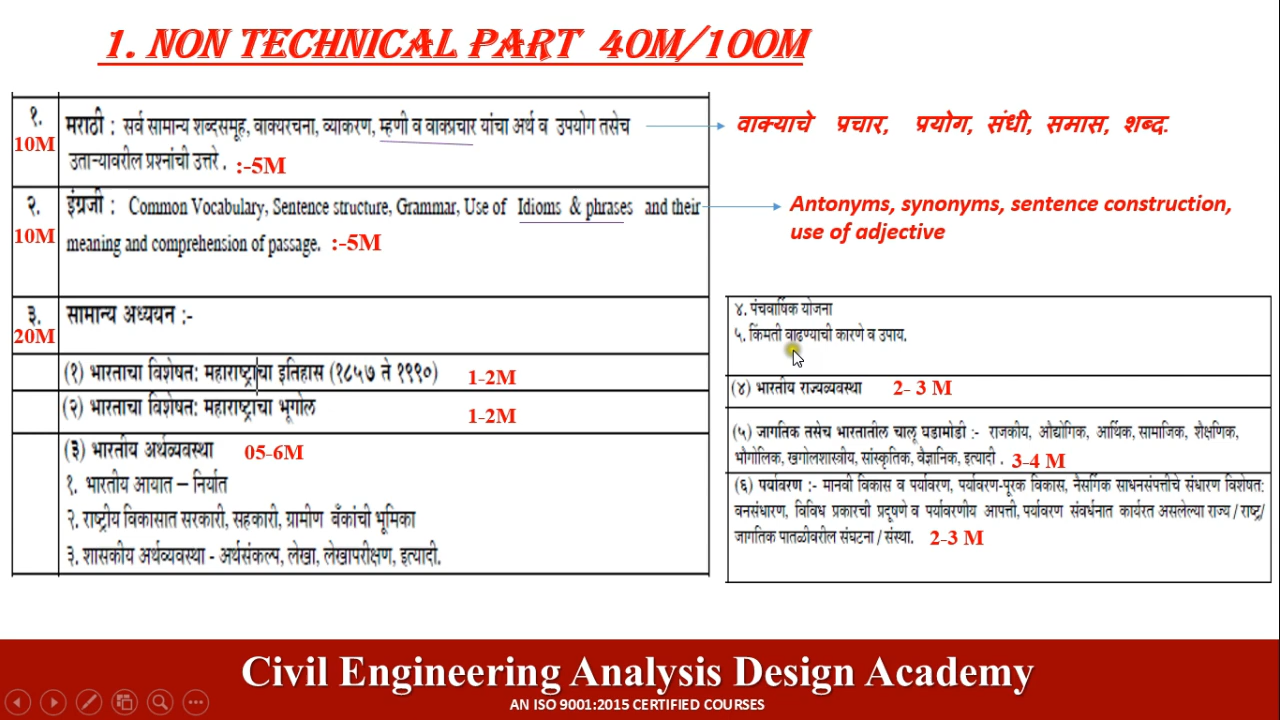 1. NON TECHNICAL PART 40M/100M
१.
10M
मराठी : सर्व सामान्य शब्दसमूह, वाक्यरचना, व्याकरण, म्हणी व वाक्प्रचार यांचा अर्थ व उपयोग तसेच
उताऱ्यावरील प्रश्नांची उत्तरे . :-5M
वाक्याचे प्रचार, प्रयोग, संधी, समास, शब्द.
२.
10M
इंग्रजी : Common Vocabulary, Sentence structure, Grammar, Use of Idioms & phrases and their
meaning and comprehension of passage. :-5M
Antonyms, synonyms, sentence construction,
use of adjective
३.
20M
सामान्य अध्ययन :-
(१) भारताचा विशेषत: महाराष्ट्राचा इतिहास (१८५७ ते १९९०) 1-2M
(२) भारताचा विशेषत: महाराष्ट्राचा भूगोल 1-2M
(३) भारतीय अर्थव्यवस्था 05-6M
१. भारतीय आयात – निर्यात
२. राष्ट्रीय विकासात सरकारी, सहकारी, ग्रामीण बँकांची भूमिका
३. शासकीय अर्थव्यवस्था - अर्थसंकल्प, लेखा, लेखापरीक्षण, इत्यादी.
४. पंचवार्षिक योजना
५. किंमती वाढण्याची कारणे व उपाय.
(४) भारतीय राज्यव्यवस्था 2- 3 M
(५) जागतिक तसेच भारतातील चालू घडामोडी :- राजकीय, औद्योगिक, आर्थिक, सामाजिक, शैक्षणिक,
भौगोलिक, खगोलशास्त्रीय, सांस्कृतिक, वैज्ञानिक, इत्यादी . 3-4 M
(६) पर्यावरण :- मानवी विकास व पर्यावरण, पर्यावरण-पूरक विकास, नैसर्गिक साधनसंपत्तीचे संधारण विशेषत:
वनसंधारण, विविध प्रकारची प्रदूषणे व पर्यावरणीय आपत्ती, पर्यावरण संवर्धनात कार्यरत असलेल्या राज्य / राष्ट्र/
जागतिक पातळीवरील संघटना / संस्था. 2-3 M
Civil Engineering Analysis Design Academy
AN ISO 9001:2015 CERTIFIED COURSES